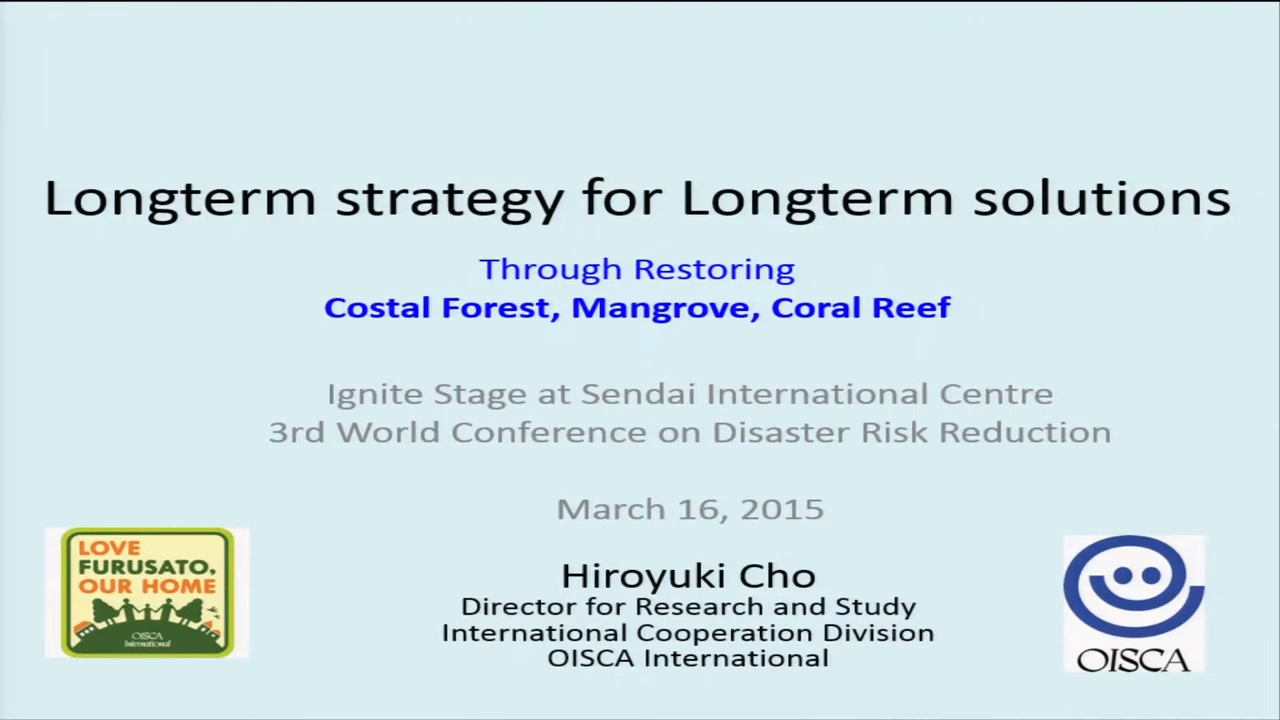 Longterm strategy for Longterm solutions
Through Restoring
Costal Forest, Mangrove, Coral Reef
Ignite Stage at Sendai International Centre
3rd World Conference on Disaster Risk Reduction
March 16, 2015
LOVE
FURUSATO,
OUR HOME
OISCA
International
Hiroyuki Cho
Director for Research and Study
International Cooperation Division
OISCA International
OISCA